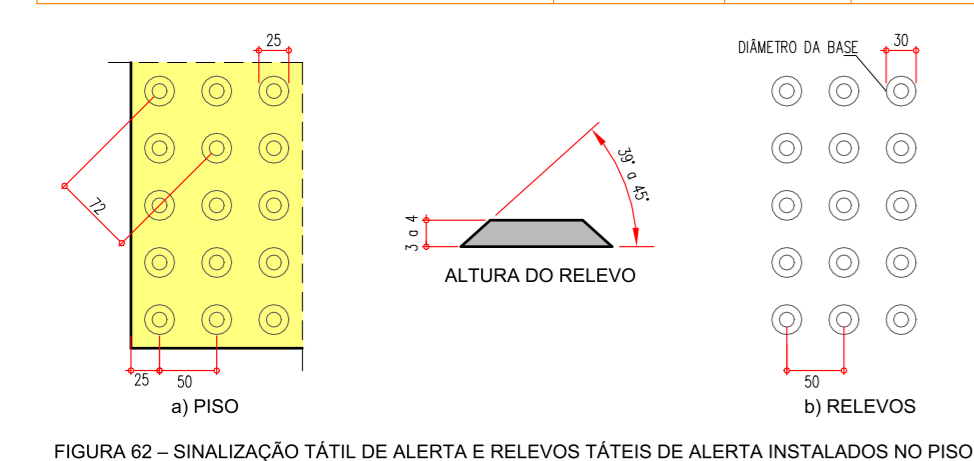 25
72
25
50
a) PISO
39° a 45°
3 a 4
ALTURA DO RELEVO
DIÂMETRO DA BASE
30
50
b) RELEVOS
FIGURA 62 – SINALIZAÇÃO TÁTIL DE ALERTA E RELEVOS TÁTEIS DE ALERTA INSTALADOS NO PISO